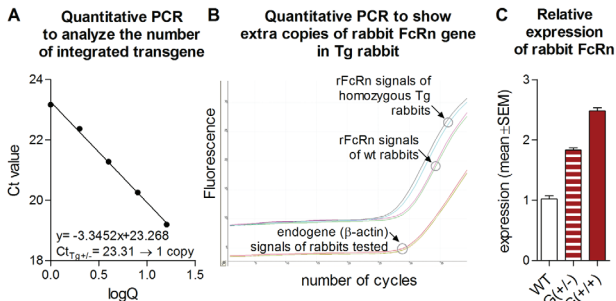 A
Quantitative PCR
to analyze the number
of integrated transgene
24
22
20
18
Ct value
y= -3.3452x+23.268
Ct Tg+/- = 23.31 → 1 copy
0.0
0.5
1.0
1.5
logQ
B
Quantitative PCR to show
extra copies of rabbit FcRn gene
in Tg rabbit
Fluorescence
rFcRn signals of
homozygous Tg
rabbits
rFcRn signals
of wt rabbits
endogene (β-actin)
signals of rabbits tested
number of cycles
C
Relative
expression
of rabbit FcRn
expression (mean ±SEM)
3
2
1
0
WT
G(+/-)
G(+/+)